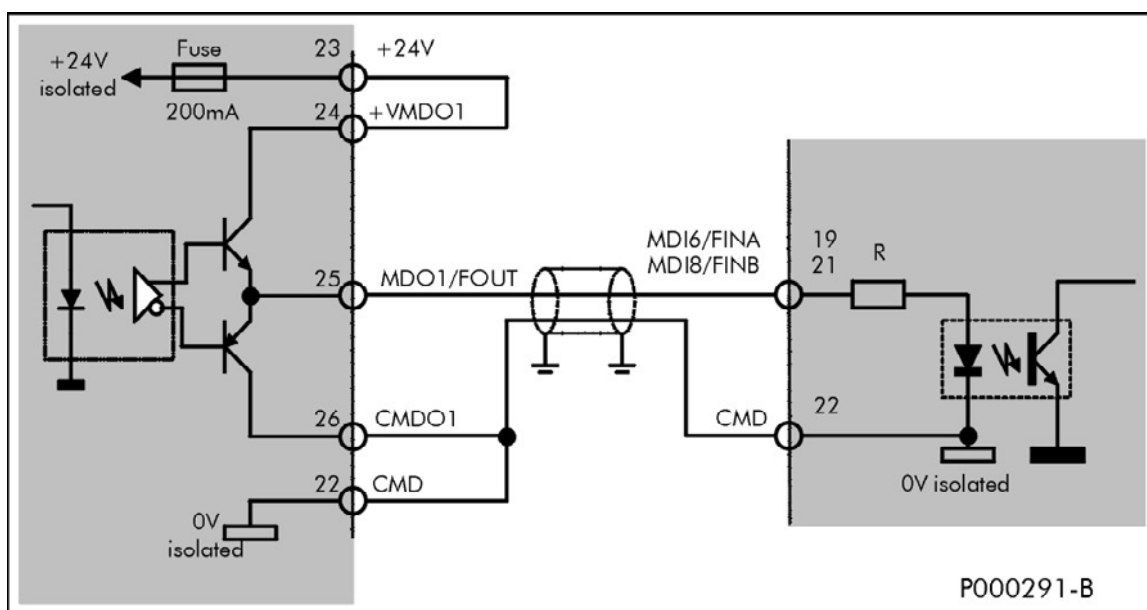 Fuse
+24V
isolated
200mA
23
+24V
24
+VMDO1
25
MDO1/FOUT
MDI6/FINA
MDI8/FINB
19
21
R
26
CMDO1
CMD
22
22
CMD
0V
isolated
0V isolated
P000291-B